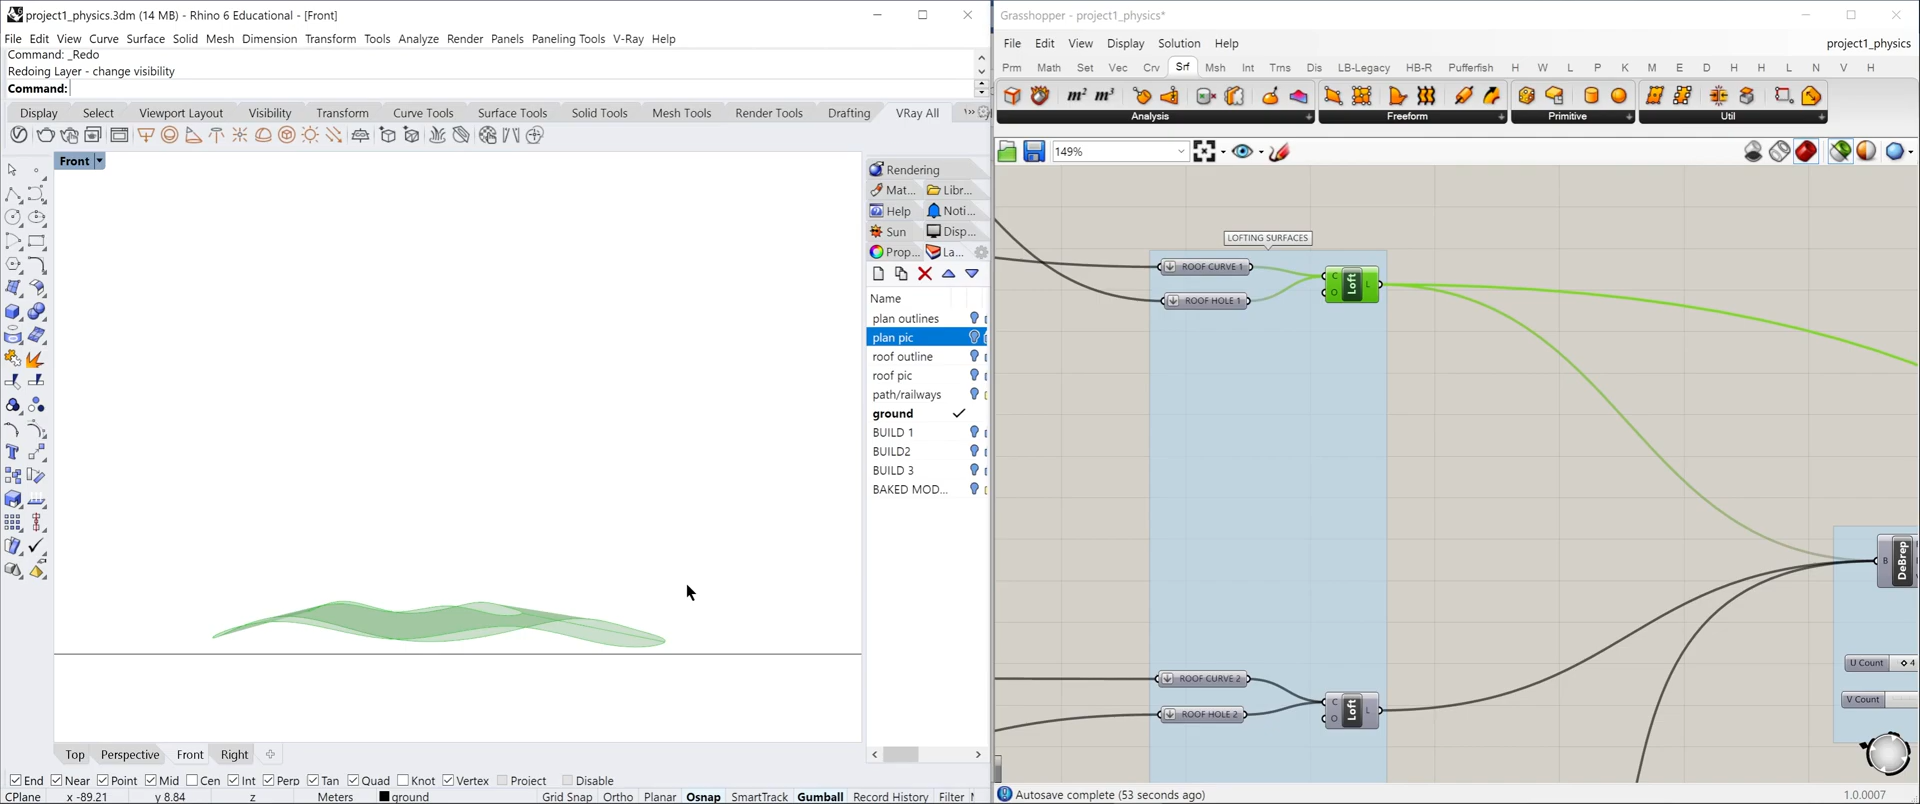 project1_physics.3dm (14 MB) - Rhino 6 Educational - [Front]
File Edit View Curve Surface Solid Mesh Dimension Transform Tools Analyze Render Panels Paneling Tools V-Ray Help
Command: _Redo
Redoing Layer - change visibility
Command:
Display Select Viewport Layout Visibility Transform Curve Tools Surface Tools Solid Tools Mesh Tools Render Tools Drafting VRay All
Front
Rendering
Mat... Libr...
Help Noti...
Sun Disp...
Prop... La...
Name
plan outlines
plan pic
roof outline
roof pic
path/railways
ground
BUILD 1
BUILD2
BUILD 3
BAKED MOD...
Top Perspective Front Right
End Near Point Mid Cen Int Perp Tan Quad Knot Vertex Project Disable
CPlane x -89.21 y 8.84 z Meters ground Grid Snap Ortho Planar Osnap SmartTrack Gumball Record History Filter
Grasshopper - project1_physics*
File Edit View Display Solution Help project1_physics
Prm Math Set Vec Crv Srf Msh Int Trns Dis LB-Legacy HB-R Pufferfish H W L P K M E D H H L N V H
m² m³
Analysis Freeform Primitive Util
149%
LOFTING SURFACES
ROOF CURVE 1
ROOF HOLE 1
C O Loft L
B DeBrep
U Count 4
V Count
ROOF CURVE 2
ROOF HOLE 2
C O Loft L
Autosave complete (53 seconds ago) 1.0.0007